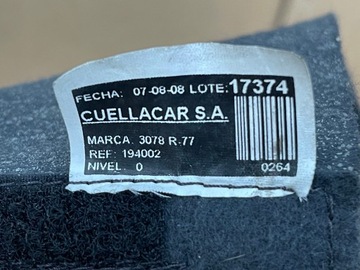 FECHA: 07-08-08 LOTE: 17374
CUELLACAR S.A.
MARCA. 3078 R-77
REF: 194002
NIVEL. 0 0264